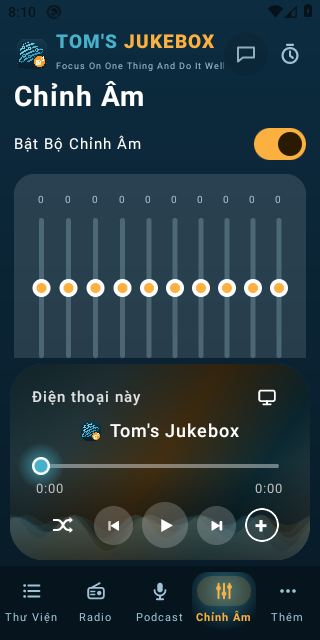 8:10
TOM'S JUKEBOX
Focus On One Thing And Do It Well
Chỉnh Âm
Bật Bộ Chỉnh Âm
0 0 0 0 0 0 0 0 0 0
Điện thoại này
Tom's Jukebox
0:00 0:00
Thư Viện Radio Podcast Chỉnh Âm Thêm